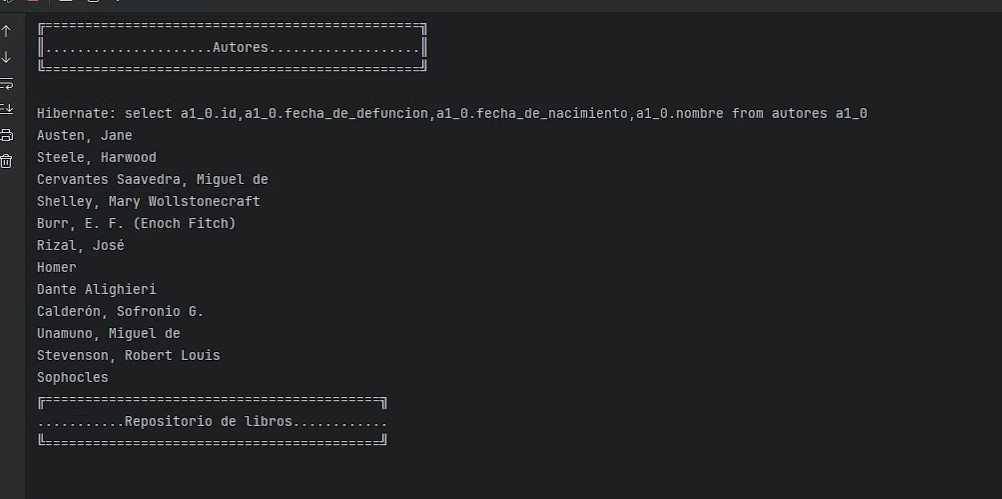 ╔===============================================╗
║.....................Autores...................║
╚===============================================╝
Hibernate: select a1_0.id,a1_0.fecha_de_defuncion,a1_0.fecha_de_nacimiento,a1_0.nombre from autores a1_0
Austen, Jane
Steele, Harwood
Cervantes Saavedra, Miguel de
Shelley, Mary Wollstonecraft
Burr, E. F. (Enoch Fitch)
Rizal, José
Homer
Dante Alighieri
Calderón, Sofronio G.
Unamuno, Miguel de
Stevenson, Robert Louis
Sophocles
╔==========================================╗
...........Repositorio de libros............
╚==========================================╝